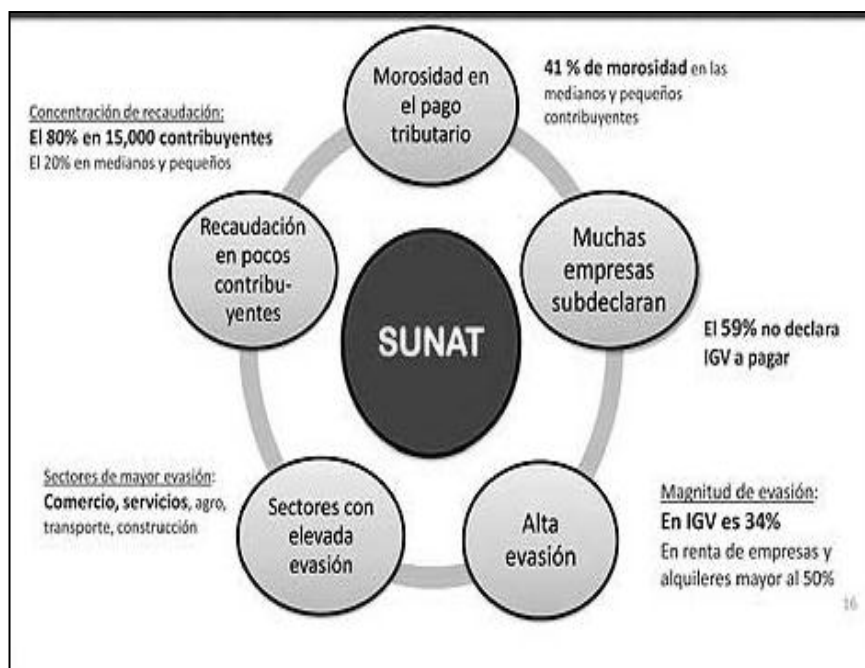 Morosidad en
el pago
tributario
41 % de morosidad en las
medianos y pequeños
contribuyentes
Concentración de recaudación:
El 80% en 15,000 contribuyentes
El 20% en medianos y pequeños
Recaudación
en pocos
contribu-
yentes
Muchas
empresas
subdeclaran
SUNAT
El 59% no declara
IGV a pagar
Sectores de mayor evasión:
Comercio, servicios, agro,
transporte, construcción
Sectores con
elevada
evasión
Alta
evasión
Magnitud de evasión:
En IGV es 34%
En renta de empresas y
alquileres mayor al 50%
16